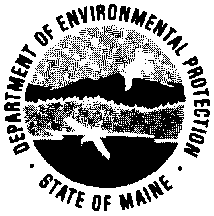 DEPARTMENT OF ENVIRONMENTAL PROTECTION
• STATE OF MAINE •